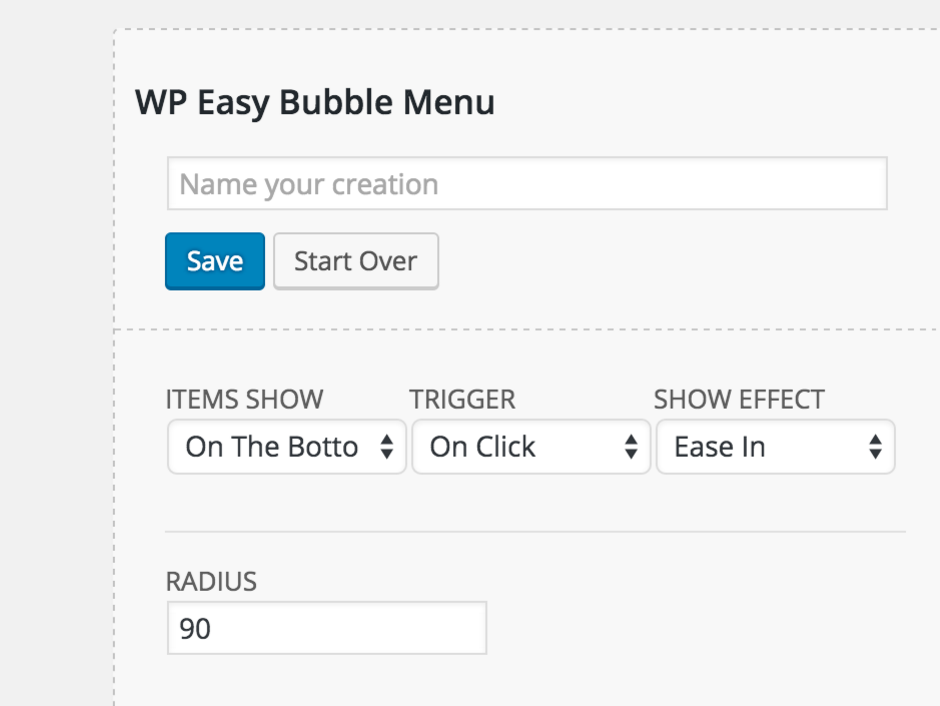 WP Easy Bubble Menu
Name your creation
Save Start Over
ITEMS SHOW TRIGGER SHOW EFFECT
On The Botto On Click Ease In
RADIUS
90